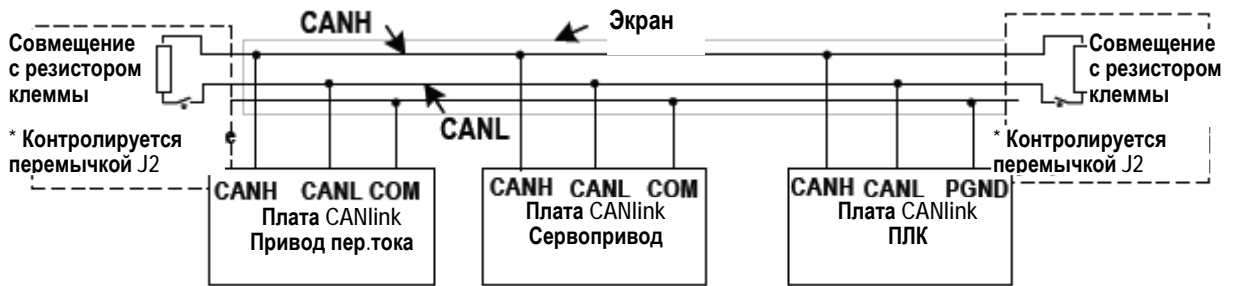 CANH
Экран
Совмещение
с резистором
клеммы
* Контролируется
перемычкой J2
CANL
Совмещение
с резистором
клеммы
* Контролируется
перемычкой J2
CANH CANL COM
Плата CANlink
Привод пер.тока
CANH CANL COM
Плата CANlink
Сервопривод
CANH CANL PGND
Плата CANlink
ПЛК